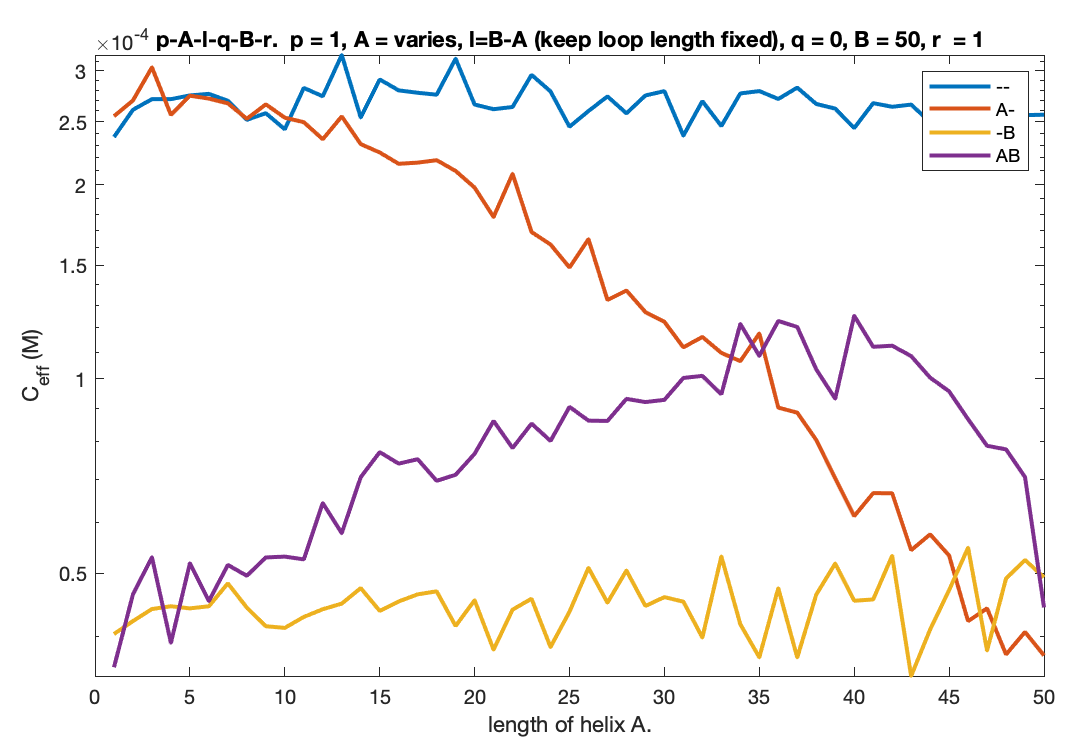 ×10⁻⁴ p-A-l-q-B-r.  p = 1, A = varies, l=B-A (keep loop length fixed), q = 0, B = 50, r  = 1
3
2.5
2
1.5
1
0.5
C_eff (M)
--
A-
-B
AB
0 5 10 15 20 25 30 35 40 45 50
length of helix A.